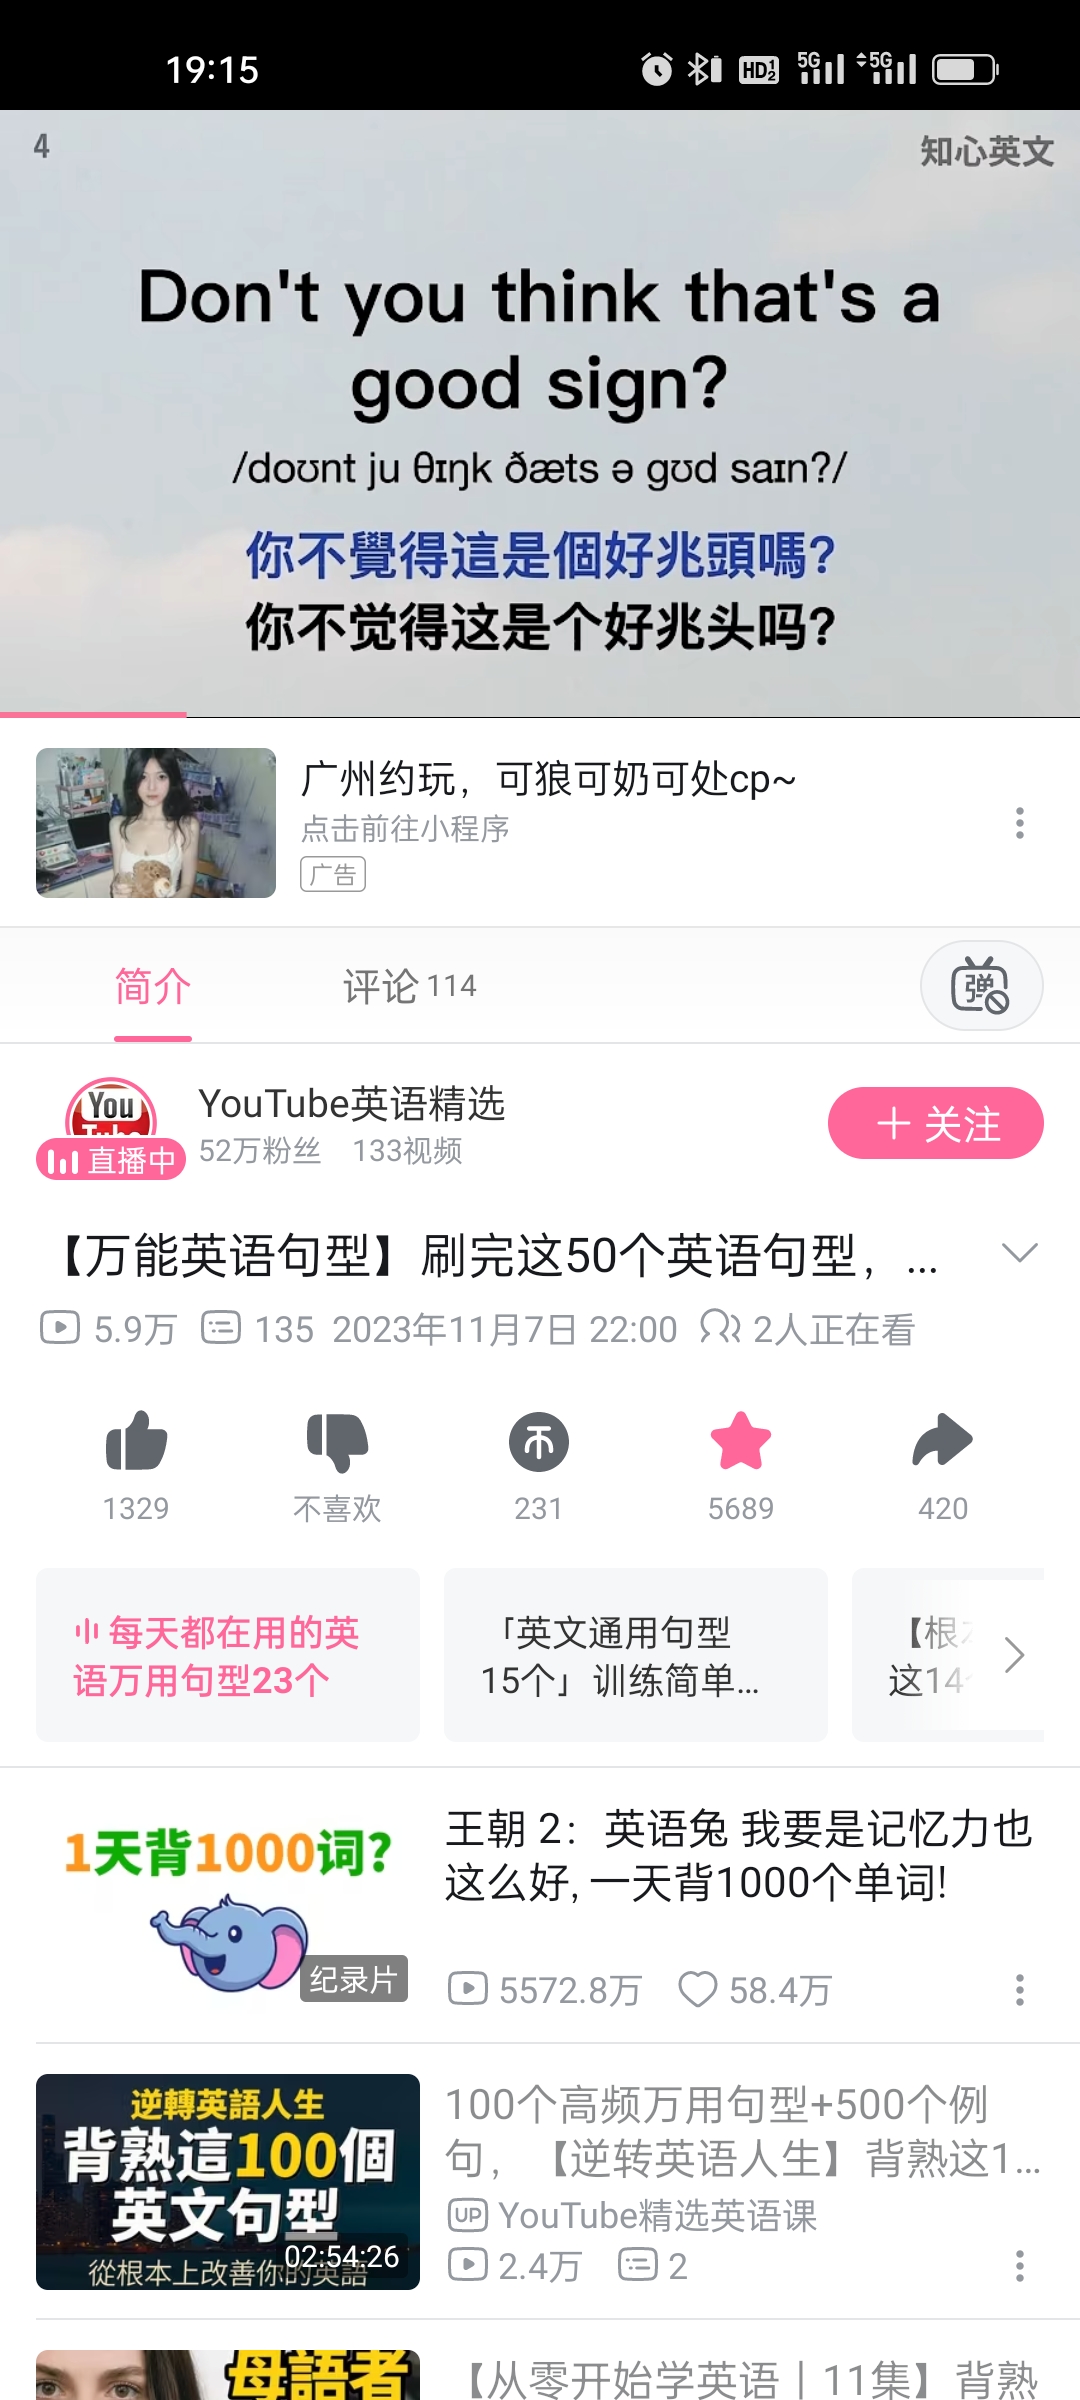 19:15
HD 1 2
5G
5G
4
知心英文
Don't you think that's a
good sign?
/doʊnt ju θɪŋk ðæts ə gʊd saɪn?/
你不覺得這是個好兆頭嗎?
你不觉得这是个好兆头吗?
广州约玩，可狼可奶可处cp~
点击前往小程序
广告
简介
评论 114
弹
You
Tube
直播中
YouTube英语精选
52万粉丝 133视频
关注
【万能英语句型】刷完这50个英语句型，...
5.9万 135 2023年11月7日 22:00 2人正在看
1329
不喜欢
231
5689
420
每天都在用的英
语万用句型23个
「英文通用句型
15个」训练简单...
【根
这14
1天背1000词?
纪录片
王朝 2：英语兔 我要是记忆力也
这么好, 一天背1000个单词!
5572.8万 58.4万
逆轉英語人生
背熟這100個
英文句型
從根本上改善你的英語
02:54:26
100个高频万用句型+500个例
句，【逆转英语人生】背熟这1...
UP YouTube精选英语课
2.4万 2
母語者
【从零开始学英语丨11集】背熟